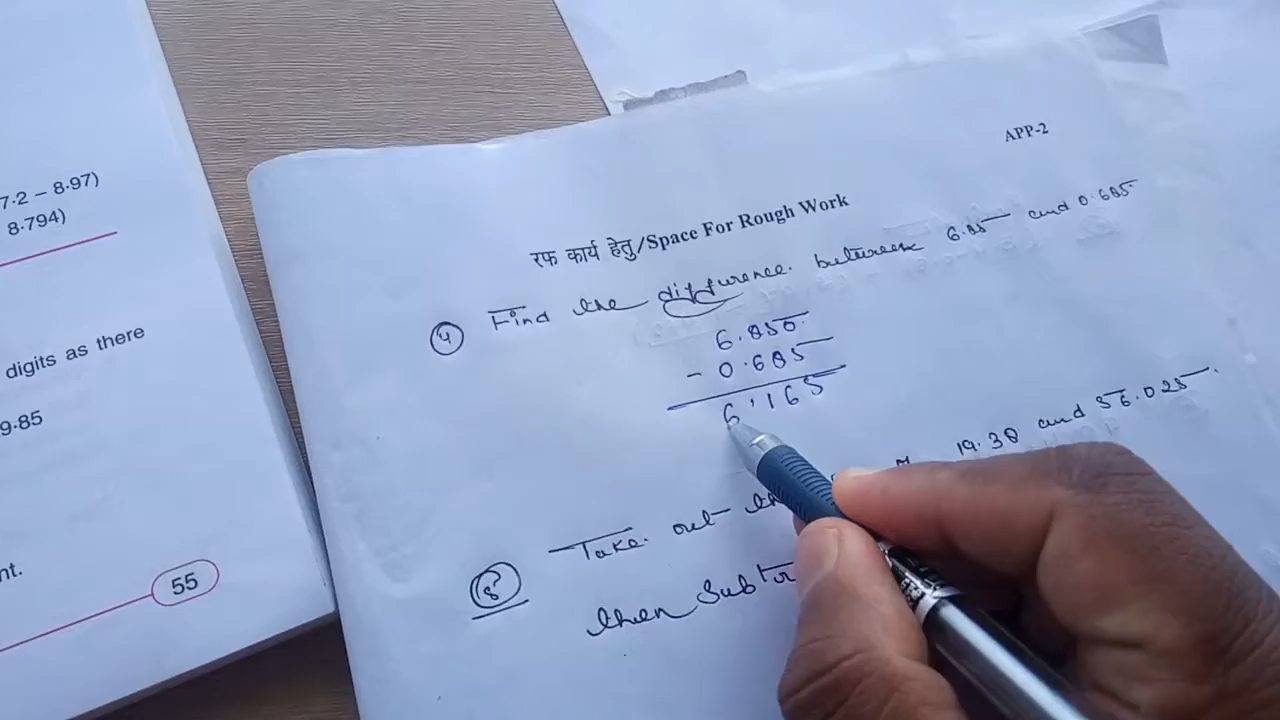 7·2 – 8·97)
8·794)
digits as there
9·85
nt.
55
APP-2
रफ कार्य हेतु/Space For Rough Work
4 Find the difference. between 6.85 and 0.685
6.850
- 0.685
6.165
19.38 and 56.025.
8 Take out the
then Subtr